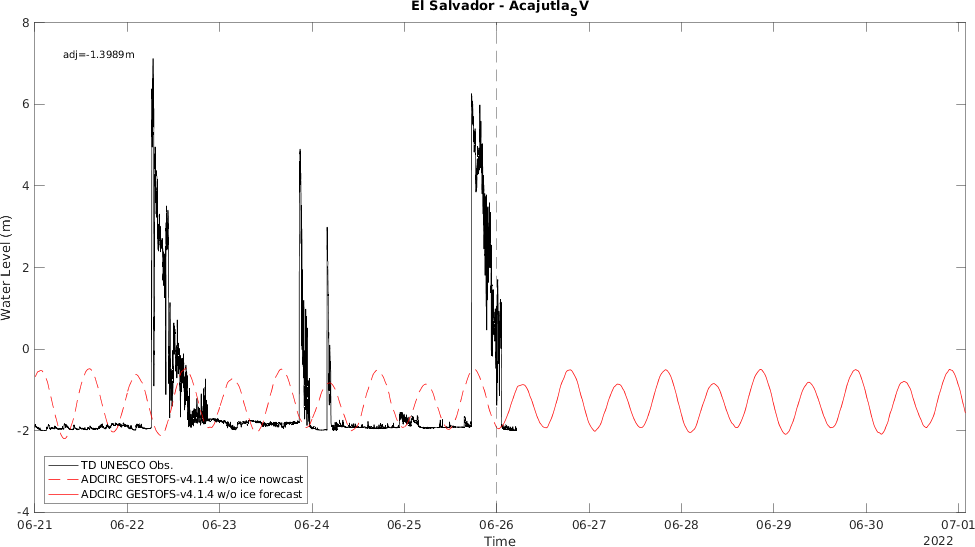 El Salvador - AcajutlaSV
8
adj=-1.3989m
6
4
2
0
-2
-4
Water Level (m)
TD UNESCO Obs.
ADCIRC GESTOFS-v4.1.4 w/o ice nowcast
ADCIRC GESTOFS-v4.1.4 w/o ice forecast
06-21 06-22 06-23 06-24 06-25 06-26 06-27 06-28 06-29 06-30 07-01
Time
2022